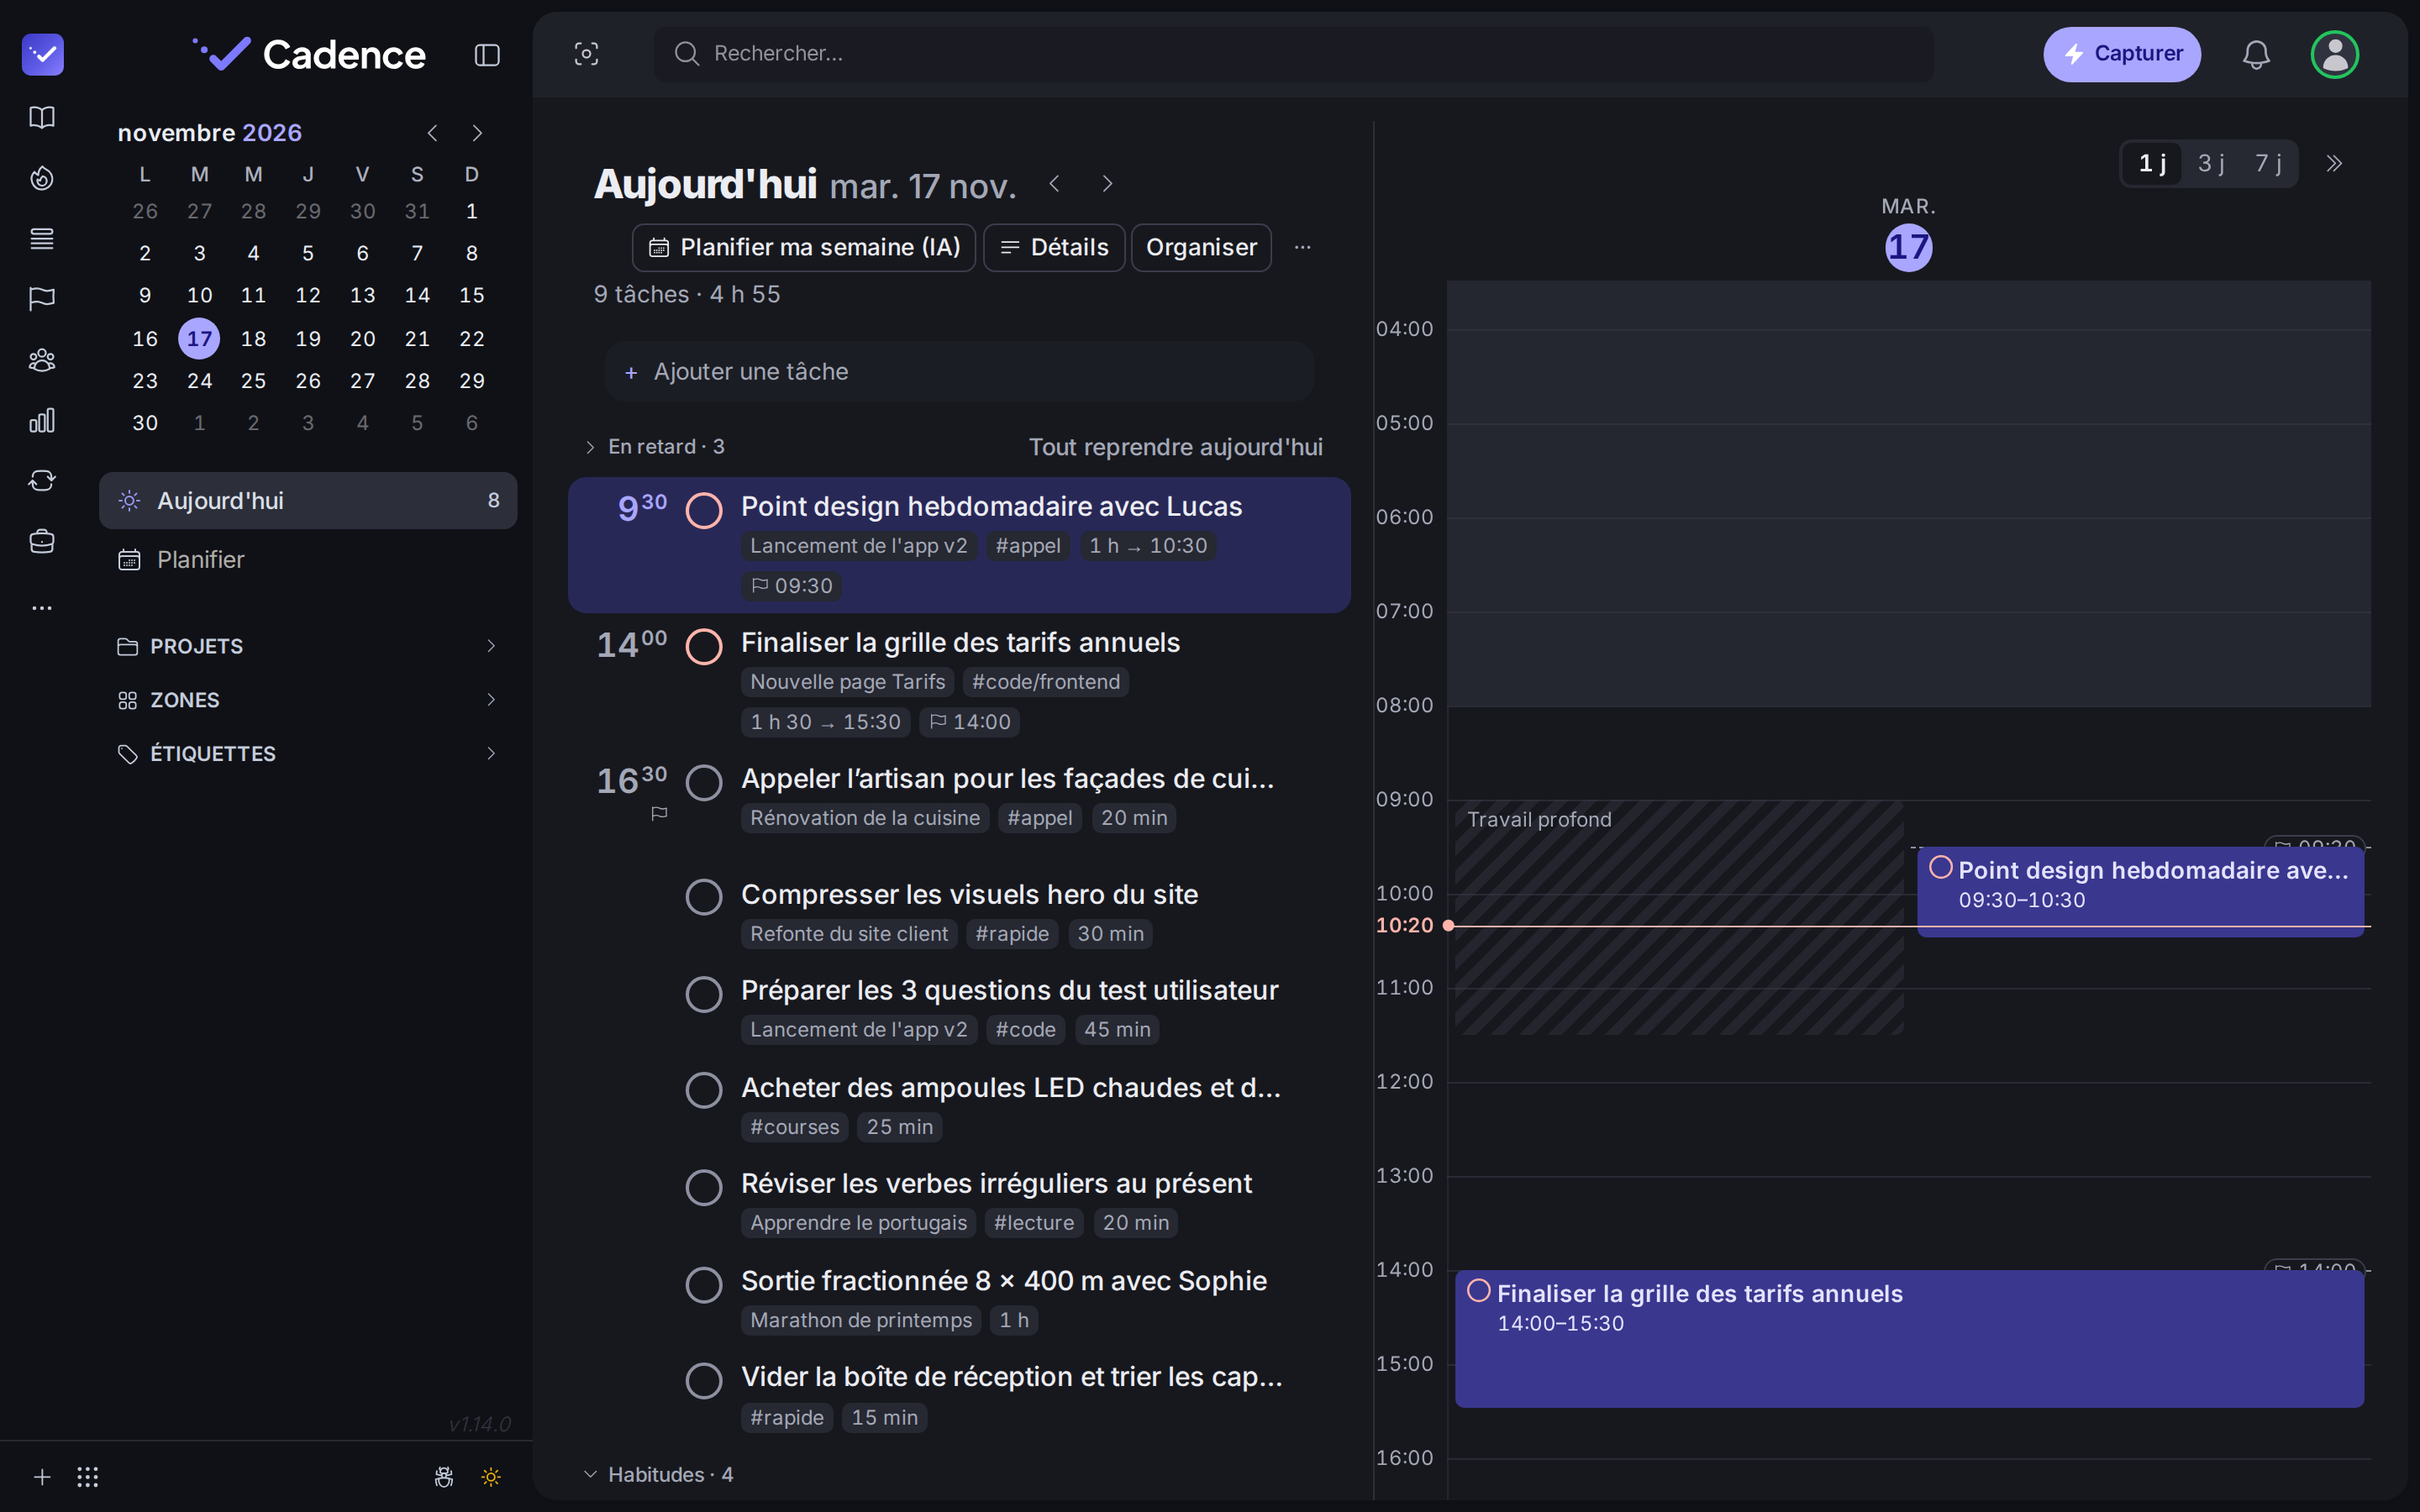 Cadence
novembre 2026
L M M J V S D
26 27 28 29 30 31 1
2 3 4 5 6 7 8
9 10 11 12 13 14 15
16 17 18 19 20 21 22
23 24 25 26 27 28 29
30 1 2 3 4 5 6
Aujourd'hui 8
Planifier
PROJETS
ZONES
ÉTIQUETTES
v1.14.0
Rechercher...
Capturer
Aujourd'hui mar. 17 nov.
Planifier ma semaine (IA) Détails Organiser ...
9 tâches · 4 h 55
+ Ajouter une tâche
En retard · 3 Tout reprendre aujourd'hui
9 30 Point design hebdomadaire avec Lucas
Lancement de l'app v2 #appel 1 h → 10:30
09:30
14 00 Finaliser la grille des tarifs annuels
Nouvelle page Tarifs #code/frontend
1 h 30 → 15:30 14:00
16 30 Appeler l’artisan pour les façades de cui...
Rénovation de la cuisine #appel 20 min
Compresser les visuels hero du site
Refonte du site client #rapide 30 min
Préparer les 3 questions du test utilisateur
Lancement de l'app v2 #code 45 min
Acheter des ampoules LED chaudes et d...
#courses 25 min
Réviser les verbes irréguliers au présent
Apprendre le portugais #lecture 20 min
Sortie fractionnée 8 × 400 m avec Sophie
Marathon de printemps 1 h
Vider la boîte de réception et trier les cap...
#rapide 15 min
Habitudes · 4
1 j 3 j 7 j
MAR.
17
04:00
05:00
06:00
07:00
08:00
09:00
Travail profond
09:30
Point design hebdomadaire ave...
09:30–10:30
10:00
10:20
11:00
12:00
13:00
14:00
14:00
Finaliser la grille des tarifs annuels
14:00–15:30
15:00
16:00